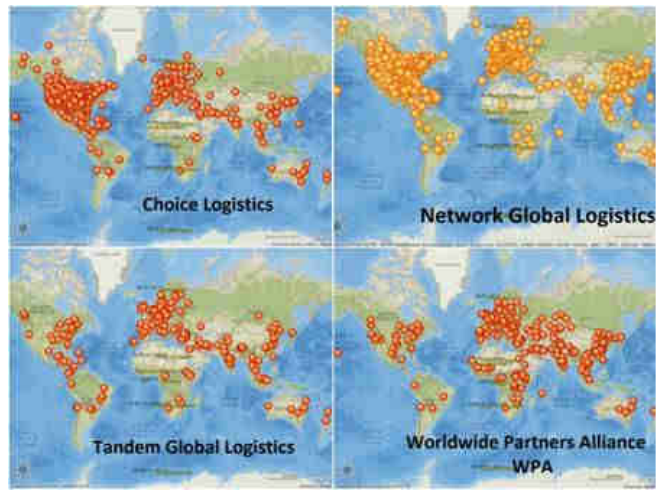 Choice Logistics
Network Global Logistics
Tandem Global Logistics
Worldwide Partners Alliance
WPA